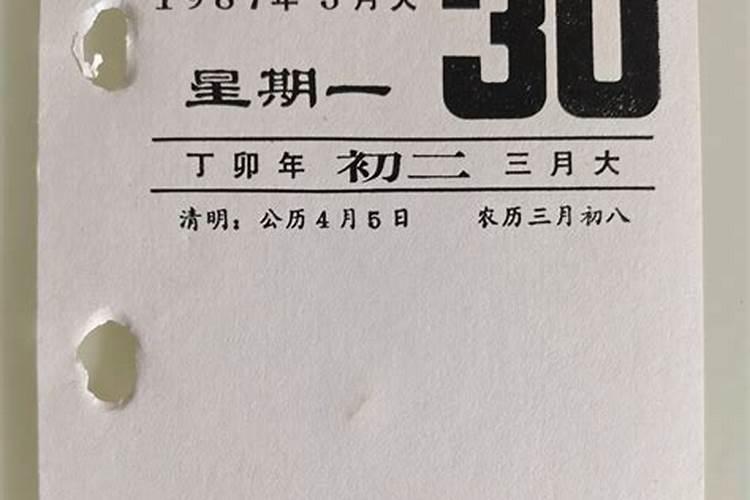 1987年 3月大
30
星期一
丁卯年 初二 三月大
清明：公历4月5日 农历三月初八